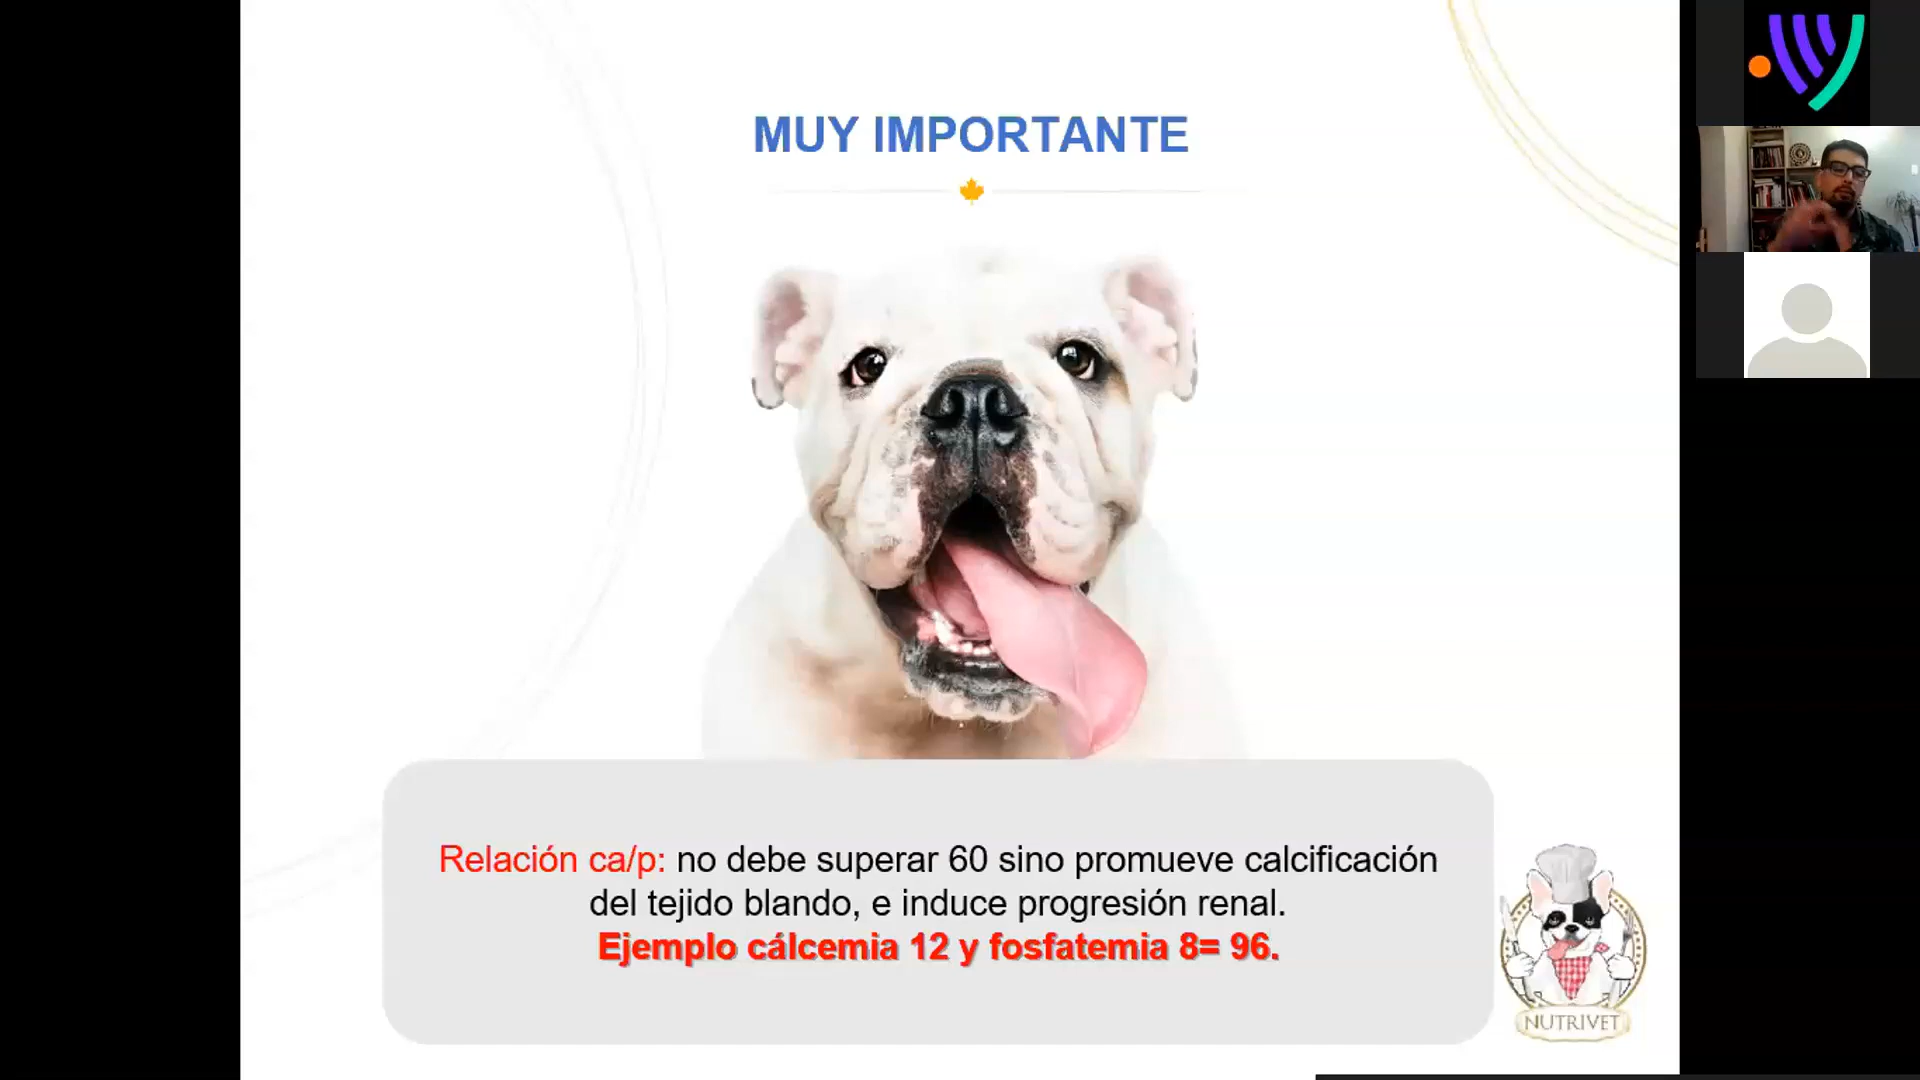 MUY IMPORTANTE
Relación ca/p: no debe superar 60 sino promueve calcificación
del tejido blando, e induce progresión renal.
Ejemplo cálcemia 12 y fosfatemia 8= 96.
NUTRIVET